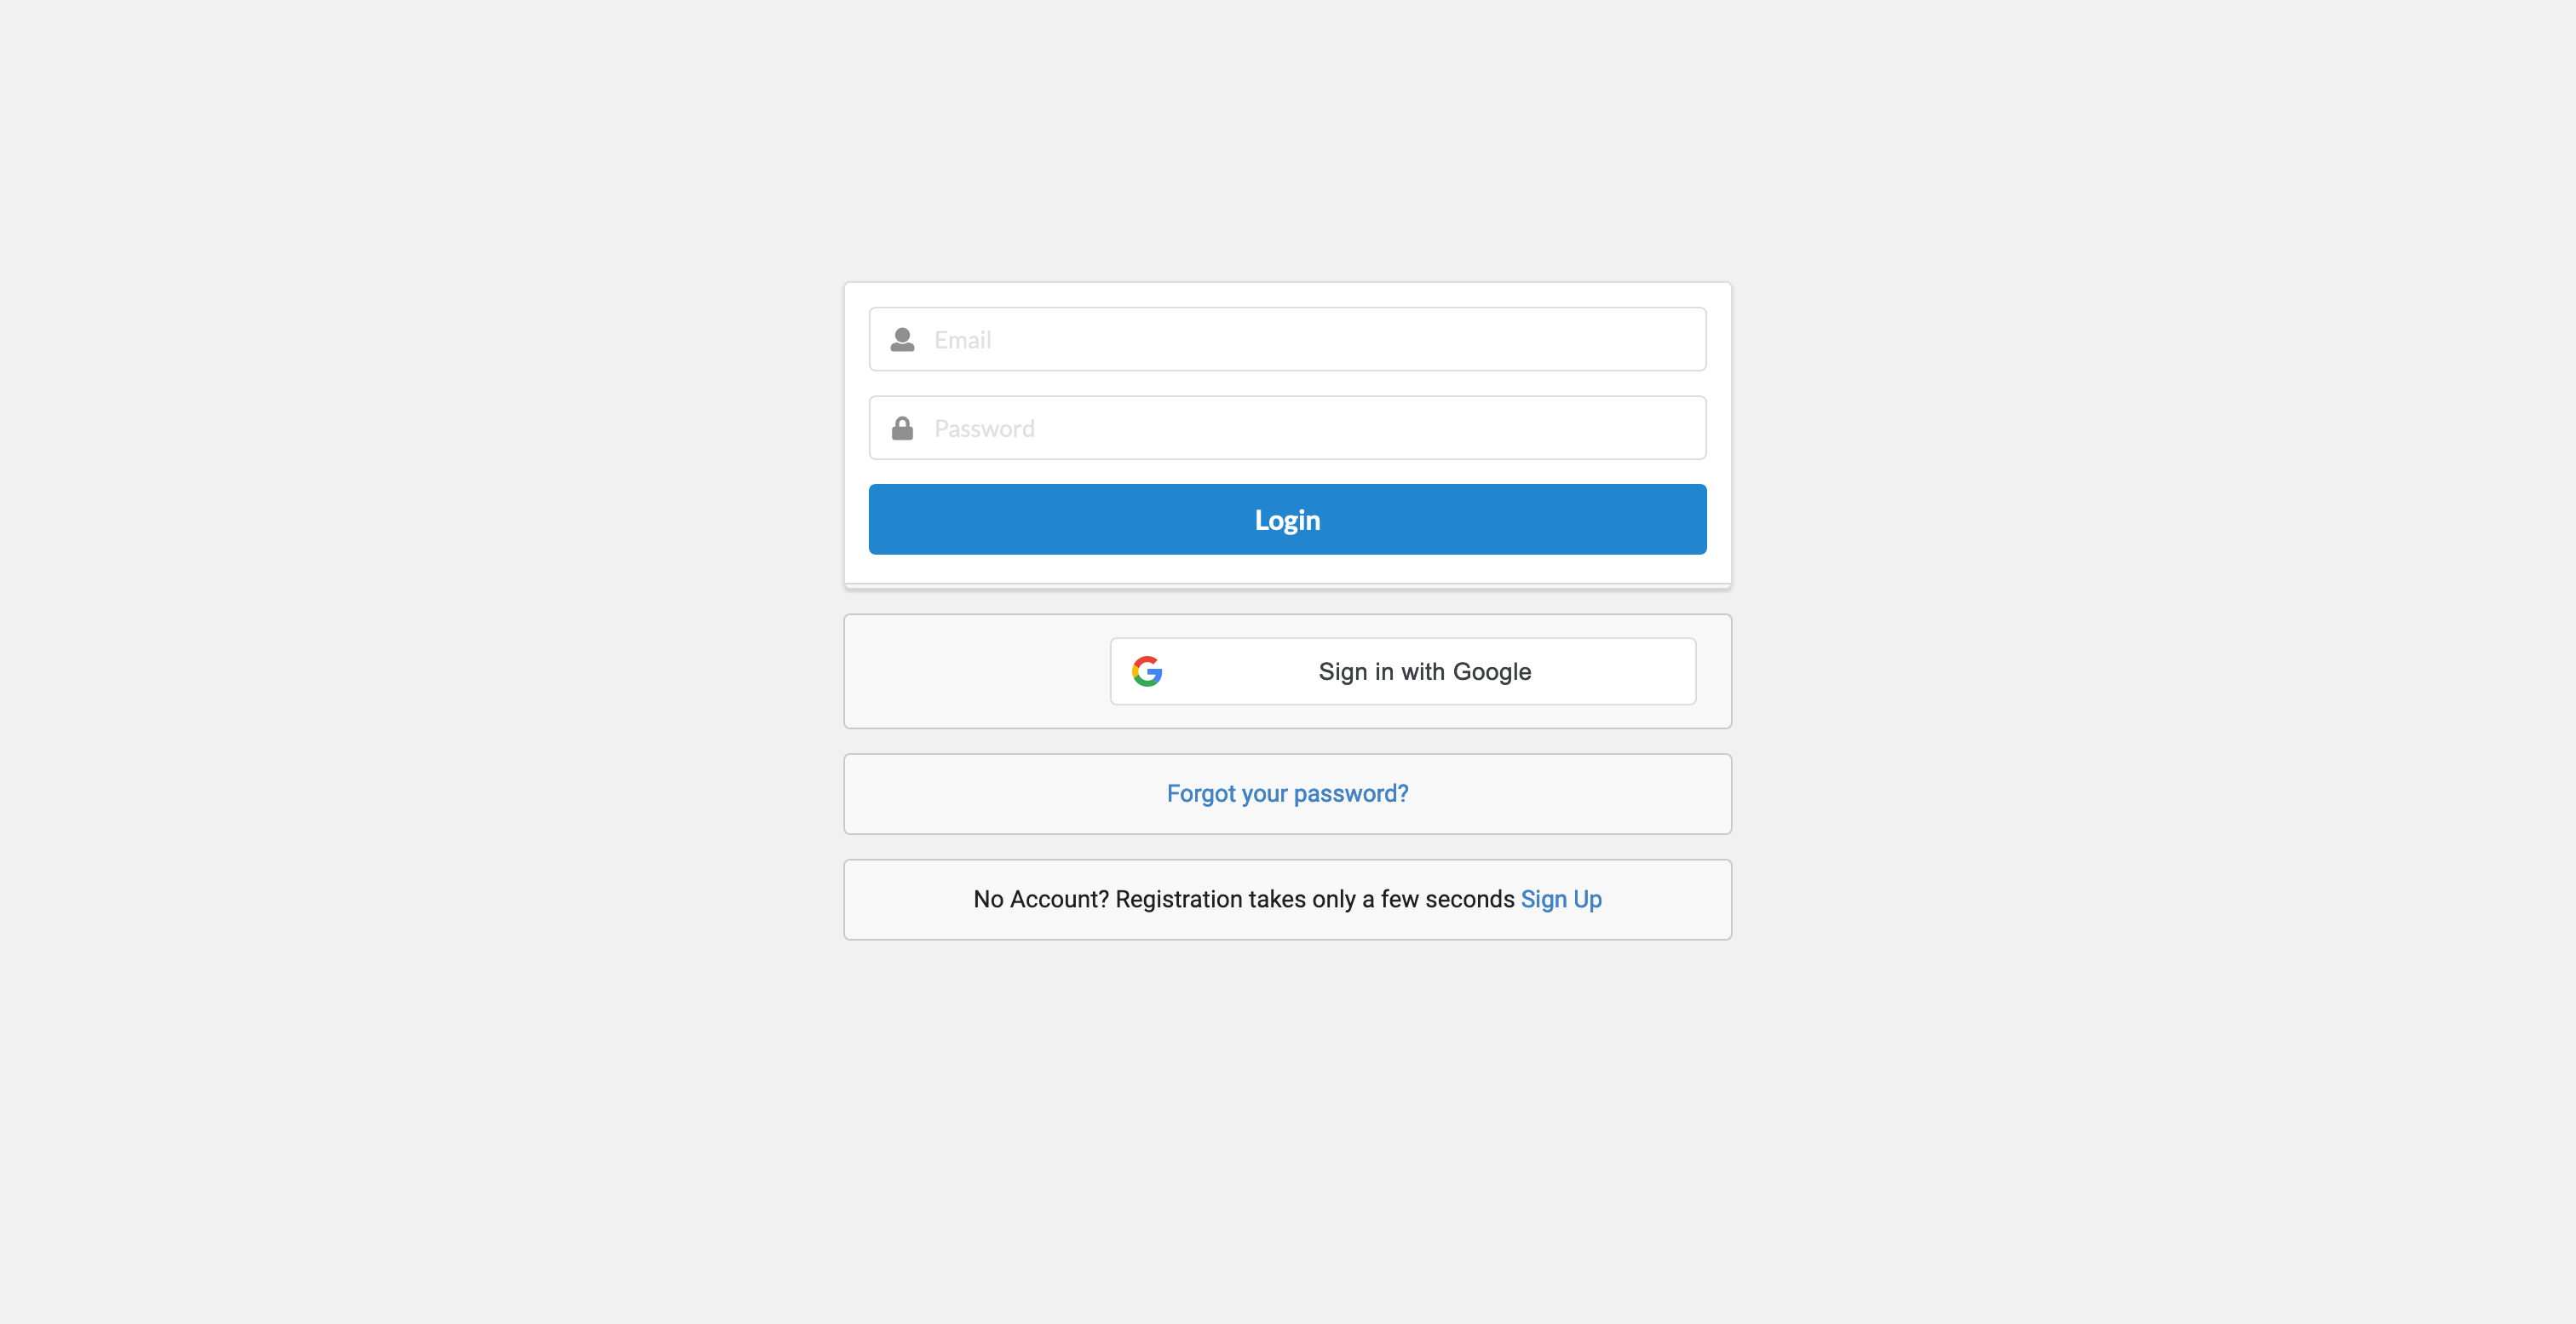 Email
Password
Login
Sign in with Google
Forgot your password?
No Account? Registration takes only a few seconds Sign Up